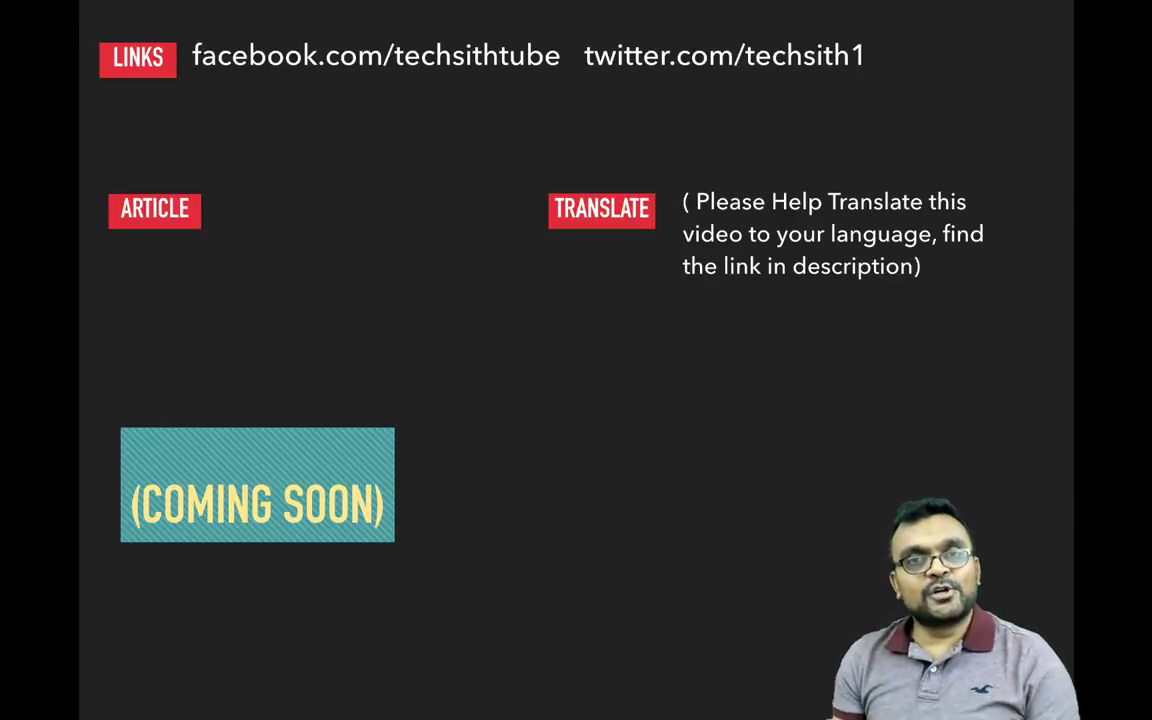 LINKS facebook.com/techsithtube twitter.com/techsith1
ARTICLE
TRANSLATE ( Please Help Translate this
video to your language, find
the link in description)
(COMING SOON)